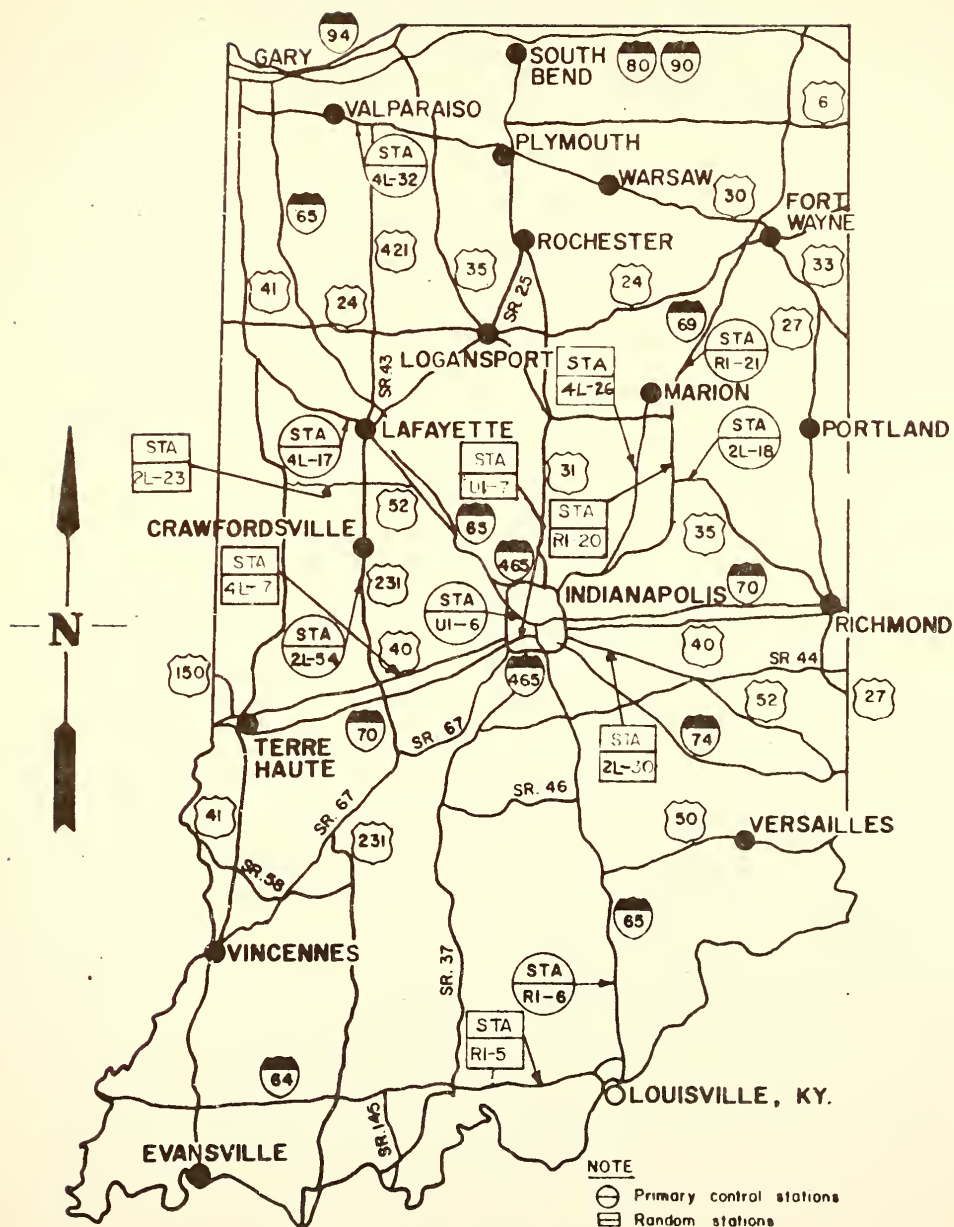 94
GARY
SOUTH
BEND
80
90
6
VALPARAISO
PLYMOUTH
STA
4L-32
WARSAW
30
FORT
WAYNE
65
421
ROCHESTER
35
33
41
24
SR 25
24
69
STA
RI-21
27
LOGANSPORT
STA
4L-26
MARION
SR 43
STA
4L-17
LAFAYETTE
PORTLAND
STA
2L-23
STA
UI-7
31
STA
2L-18
52
STA
RI-20
CRAWFORDSVILLE
65
35
STA
4L-7
465
231
STA
UI-6
INDIANAPOLIS
70
RICHMOND
N
STA
2L-54
40
40
SR 44
150
465
52
27
TERRE
HAUTE
70
SR. 67
STA
2L-30
74
SR. 46
41
SR. 67
231
50
VERSAILLES
SR. 58
65
VINCENNES
SR. 37
STA
RI-6
STA
RI-5
64
LOUISVILLE, KY.
SR. 145
EVANSVILLE
NOTE
Primary control stations
Random stations